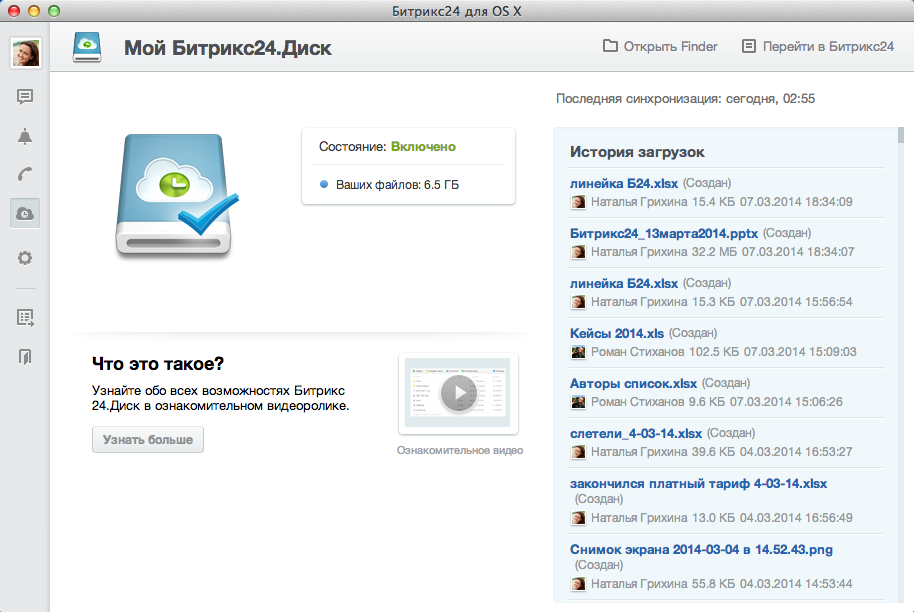 Битрикс24 для OS X
Мой Битрикс24.Диск
Открыть Finder
Перейти в Битрикс24
Последняя синхронизация: сегодня, 02:55
Состояние: Включено
Ваших файлов: 6.5 ГБ
Что это такое?
Узнайте обо всех возможностях Битрикс
24.Диск в ознакомительном видеоролике.
Узнать больше
Ознакомительное видео
История загрузок
линейка Б24.xlsx (Создан)
Наталья Грихина 15.4 КБ 07.03.2014 18:34:09
Битрикс24_13марта2014.pptx (Создан)
Наталья Грихина 32.2 МБ 07.03.2014 18:34:07
линейка Б24.xlsx (Создан)
Наталья Грихина 15.3 КБ 07.03.2014 15:56:54
Кейсы 2014.xls (Создан)
Роман Стиханов 102.5 КБ 07.03.2014 15:09:03
Авторы список.xlsx (Создан)
Роман Стиханов 9.6 КБ 07.03.2014 15:06:26
слетели_4-03-14.xlsx (Создан)
Наталья Грихина 39.6 КБ 04.03.2014 16:53:27
закончился платный тариф 4-03-14.xlsx
(Создан)
Наталья Грихина 13.0 КБ 04.03.2014 16:56:49
Снимок экрана 2014-03-04 в 14.52.43.png
(Создан)
Наталья Грихина 55.8 КБ 04.03.2014 14:53:44